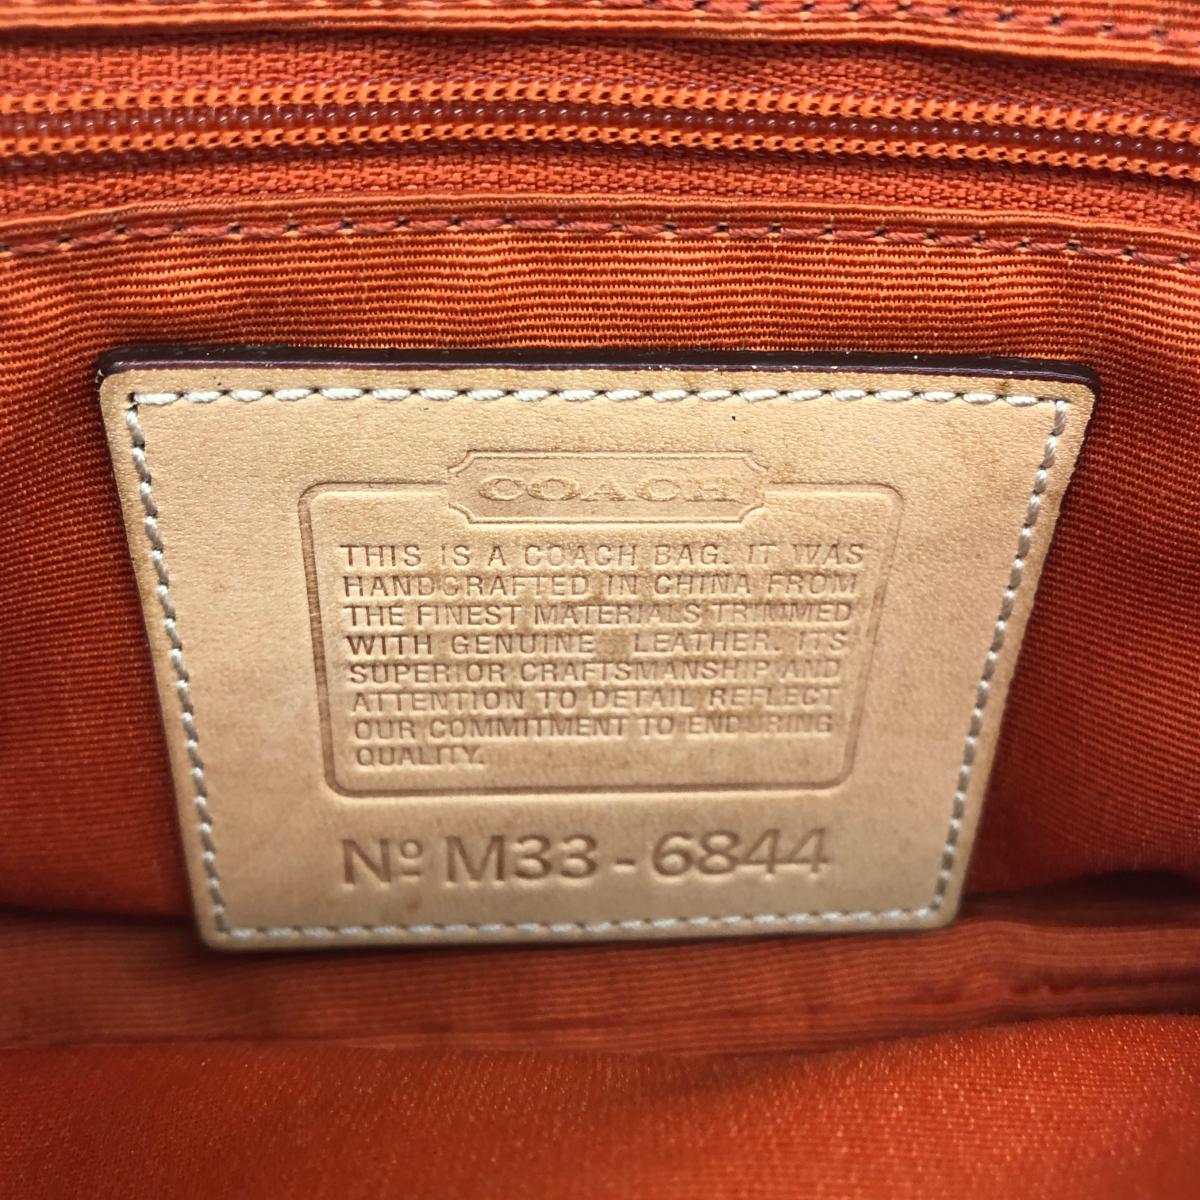 COACH
THIS IS A COACH BAG. IT WAS
HANDCRAFTED IN CHINA FROM
THE FINEST MATERIALS TRIMMED
WITH GENUINE LEATHER. ITS
SUPERIOR CRAFTSMANSHIP AND
ATTENTION TO DETAIL REFLECT
OUR COMMITMENT TO ENDURING
QUALITY.
Nº M33-6844